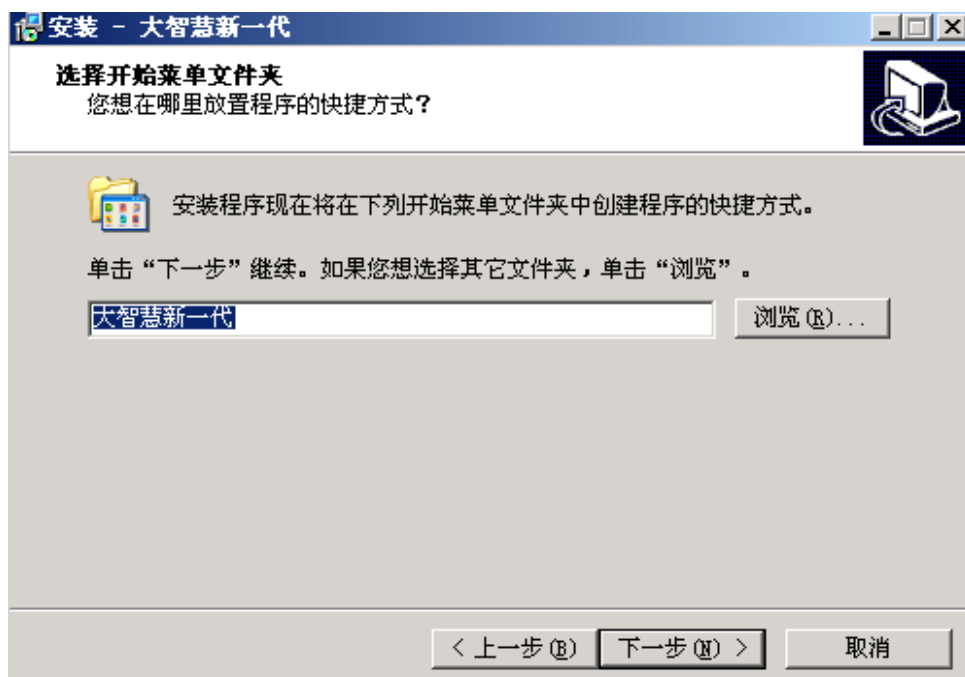 安装 - 大智慧新一代
选择开始菜单文件夹
您想在哪里放置程序的快捷方式？
安装程序现在将在下列开始菜单文件夹中创建程序的快捷方式。
单击“下一步”继续。如果您想选择其它文件夹，单击“浏览”。
大智慧新一代
浏览(R)...
< 上一步(B)
下一步(N) >
取消